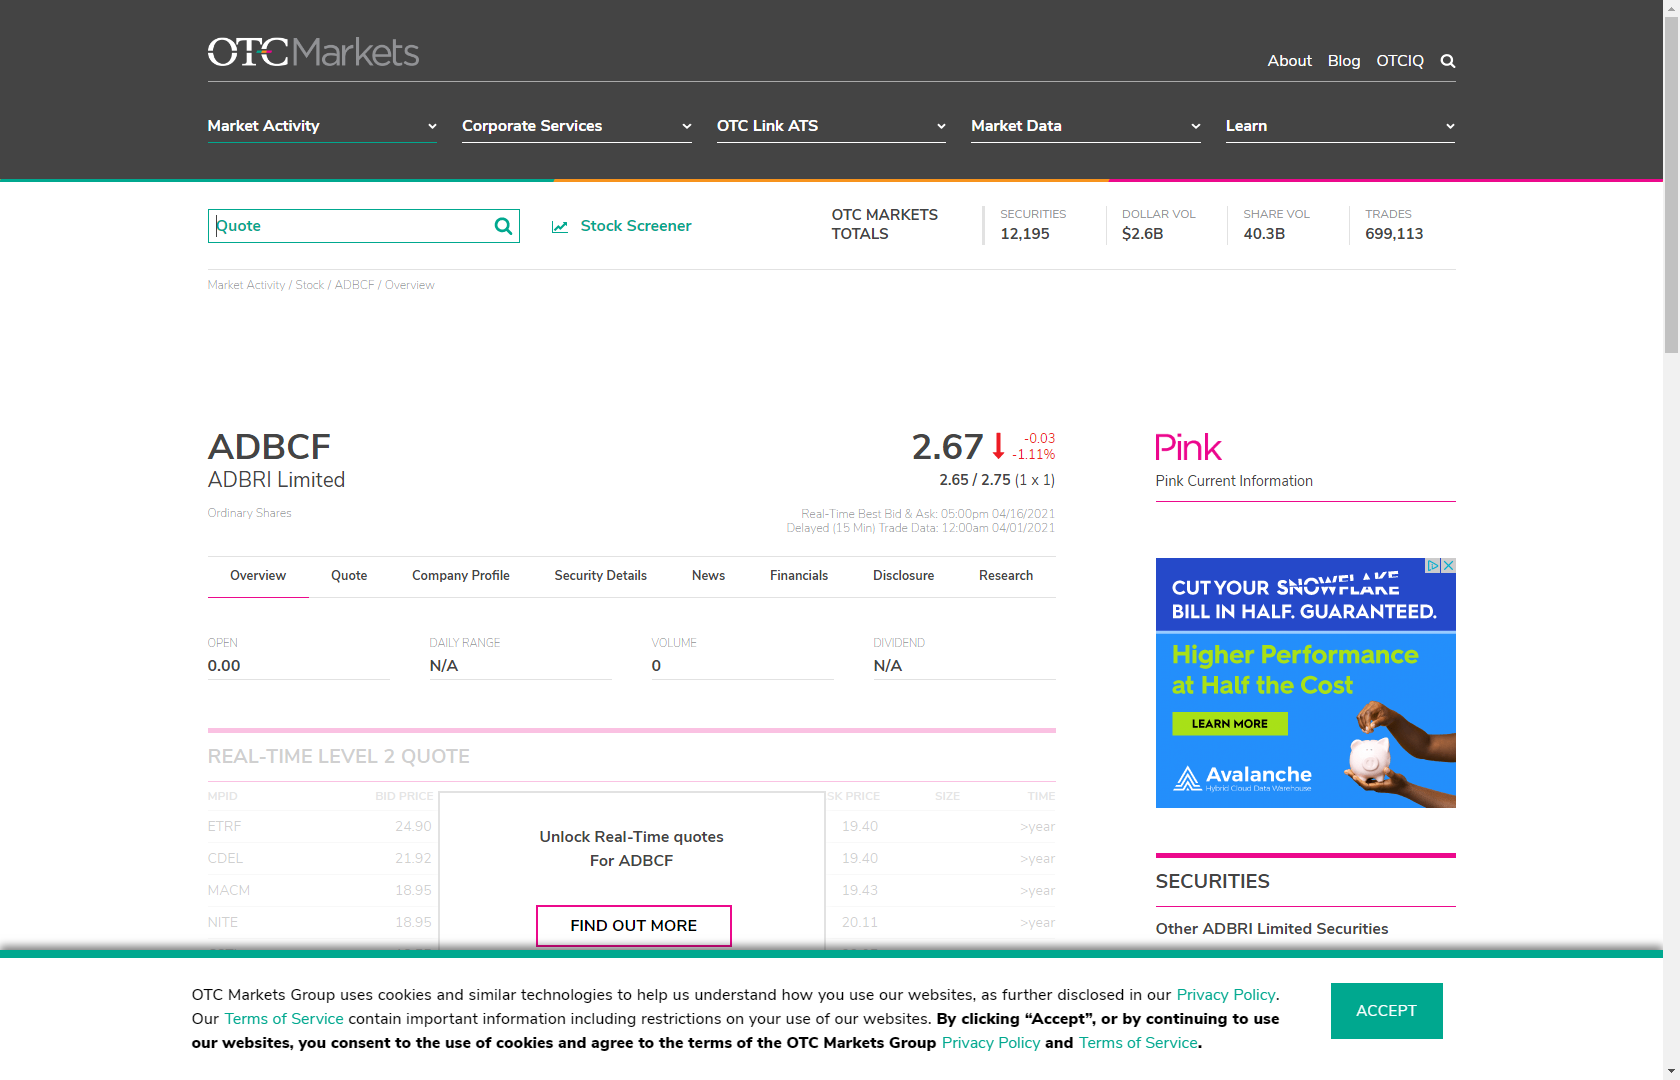 OTC Markets
About Blog OTCIQ
Market Activity Corporate Services OTC Link ATS Market Data Learn
Quote
Stock Screener
OTC MARKETS
TOTALS
SECURITIES
12,195
DOLLAR VOL
$2.6B
SHARE VOL
40.3B
TRADES
699,113
Market Activity / Stock / ADBCF / Overview
ADBCF
ADBRI Limited
Ordinary Shares
2.67
-0.03
-1.11%
2.65 / 2.75 (1 x 1)
Real-Time Best Bid & Ask: 05:00pm 04/16/2021
Delayed (15 Min) Trade Data: 12:00am 04/01/2021
Pink
Pink Current Information
Overview Quote Company Profile Security Details News Financials Disclosure Research
OPEN
0.00
DAILY RANGE
N/A
VOLUME
0
DIVIDEND
N/A
REAL-TIME LEVEL 2 QUOTE
MPID BID PRICE SK PRICE SIZE TIME
ETRF 24.90 19.40 >year
CDEL 21.92 19.40 >year
MACM 18.95 19.43 >year
NITE 18.95 20.11 >year
Unlock Real-Time quotes
For ADBCF
FIND OUT MORE
CUT YOUR SNOWFLAKE
BILL IN HALF. GUARANTEED.
Higher Performance
at Half the Cost
LEARN MORE
Avalanche
Hybrid Cloud Data Warehouse
SECURITIES
Other ADBRI Limited Securities
OTC Markets Group uses cookies and similar technologies to help us understand how you use our websites, as further disclosed in our Privacy Policy.
Our Terms of Service contain important information including restrictions on your use of our websites. By clicking “Accept”, or by continuing to use
our websites, you consent to the use of cookies and agree to the terms of the OTC Markets Group Privacy Policy and Terms of Service.
ACCEPT